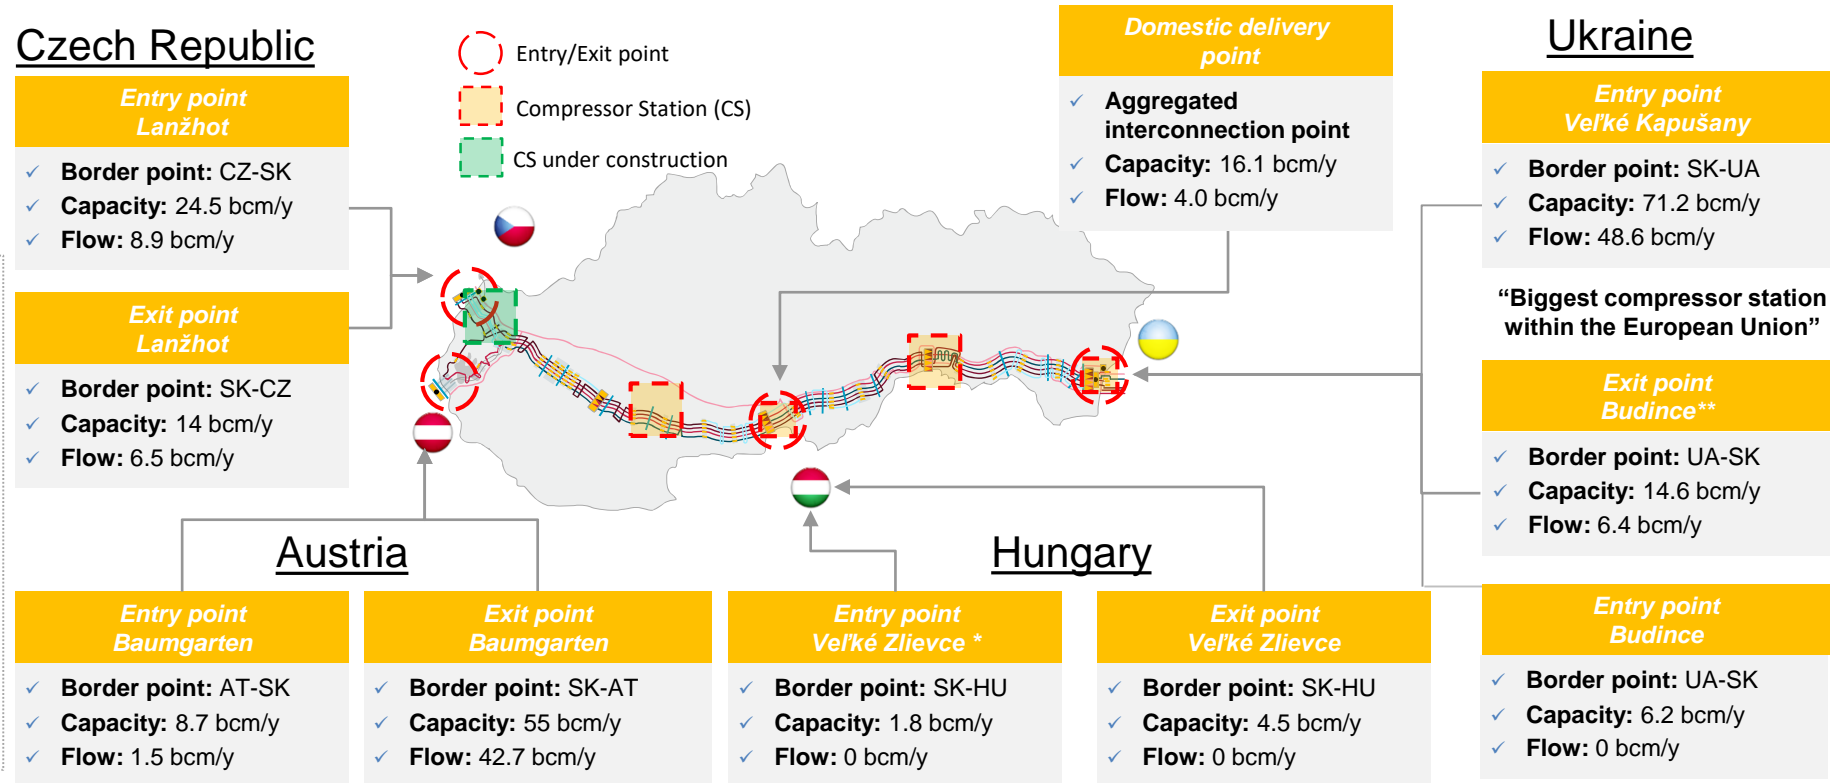 Czech Republic
Entry point
Lanžhot
✓ Border point: CZ-SK
✓ Capacity: 24.5 bcm/y
✓ Flow: 8.9 bcm/y
Exit point
Lanžhot
✓ Border point: SK-CZ
✓ Capacity: 14 bcm/y
✓ Flow: 6.5 bcm/y
Entry/Exit point
Compressor Station (CS)
CS under construction
Domestic delivery
point
✓ Aggregated
interconnection point
✓ Capacity: 16.1 bcm/y
✓ Flow: 4.0 bcm/y
Ukraine
Entry point
Veľké Kapušany
✓ Border point: SK-UA
✓ Capacity: 71.2 bcm/y
✓ Flow: 48.6 bcm/y
“Biggest compressor station
within the European Union”
Exit point
Budince**
✓ Border point: UA-SK
✓ Capacity: 14.6 bcm/y
✓ Flow: 6.4 bcm/y
Entry point
Budince
✓ Border point: UA-SK
✓ Capacity: 6.2 bcm/y
✓ Flow: 0 bcm/y
Austria
Entry point
Baumgarten
✓ Border point: AT-SK
✓ Capacity: 8.7 bcm/y
✓ Flow: 1.5 bcm/y
Exit point
Baumgarten
✓ Border point: SK-AT
✓ Capacity: 55 bcm/y
✓ Flow: 42.7 bcm/y
Hungary
Entry point
Veľké Zlievce *
✓ Border point: SK-HU
✓ Capacity: 1.8 bcm/y
✓ Flow: 0 bcm/y
Exit point
Veľké Zlievce
✓ Border point: SK-HU
✓ Capacity: 4.5 bcm/y
✓ Flow: 0 bcm/y